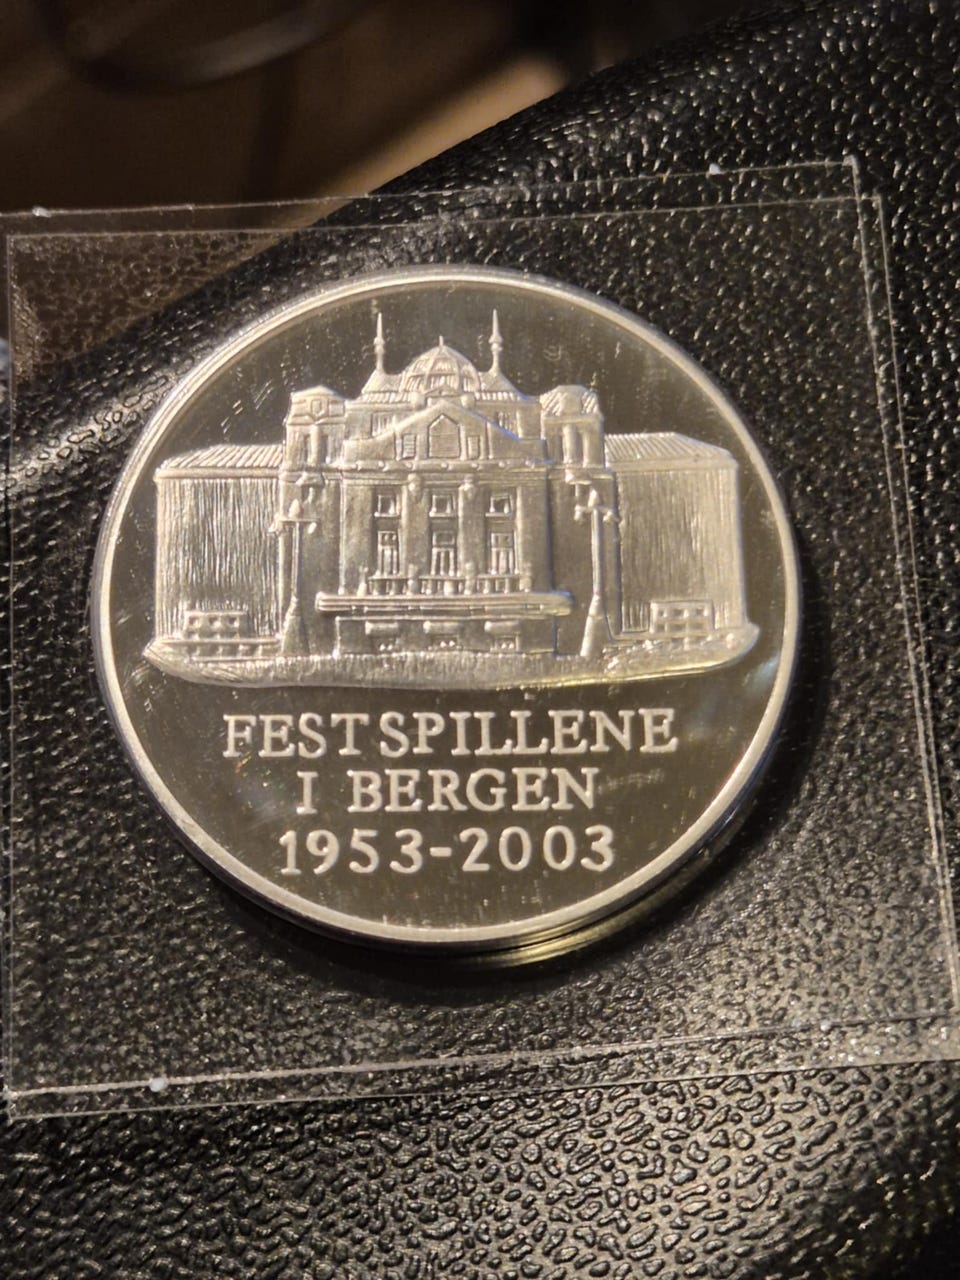 FESTSPILLENE
I BERGEN
1953-2003